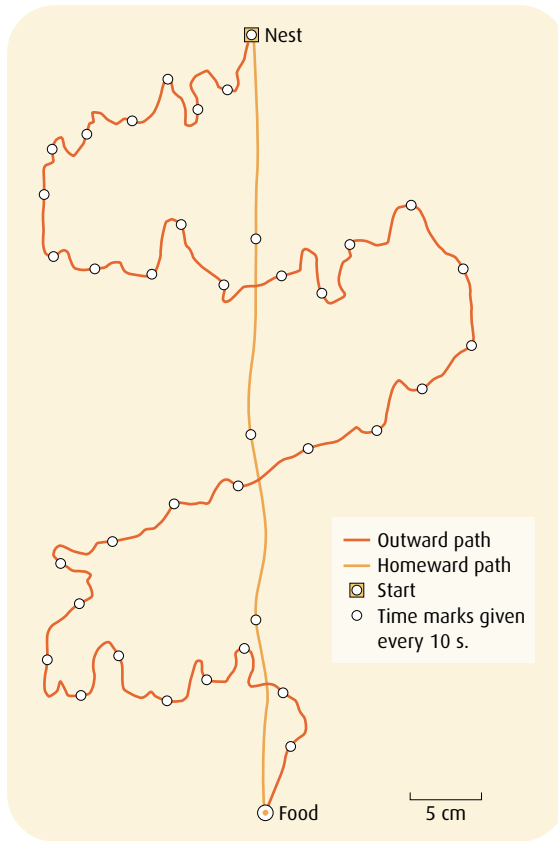 Nest
Outward path
Homeward path
Start
Time marks given
every 10 s.
5 cm
Food